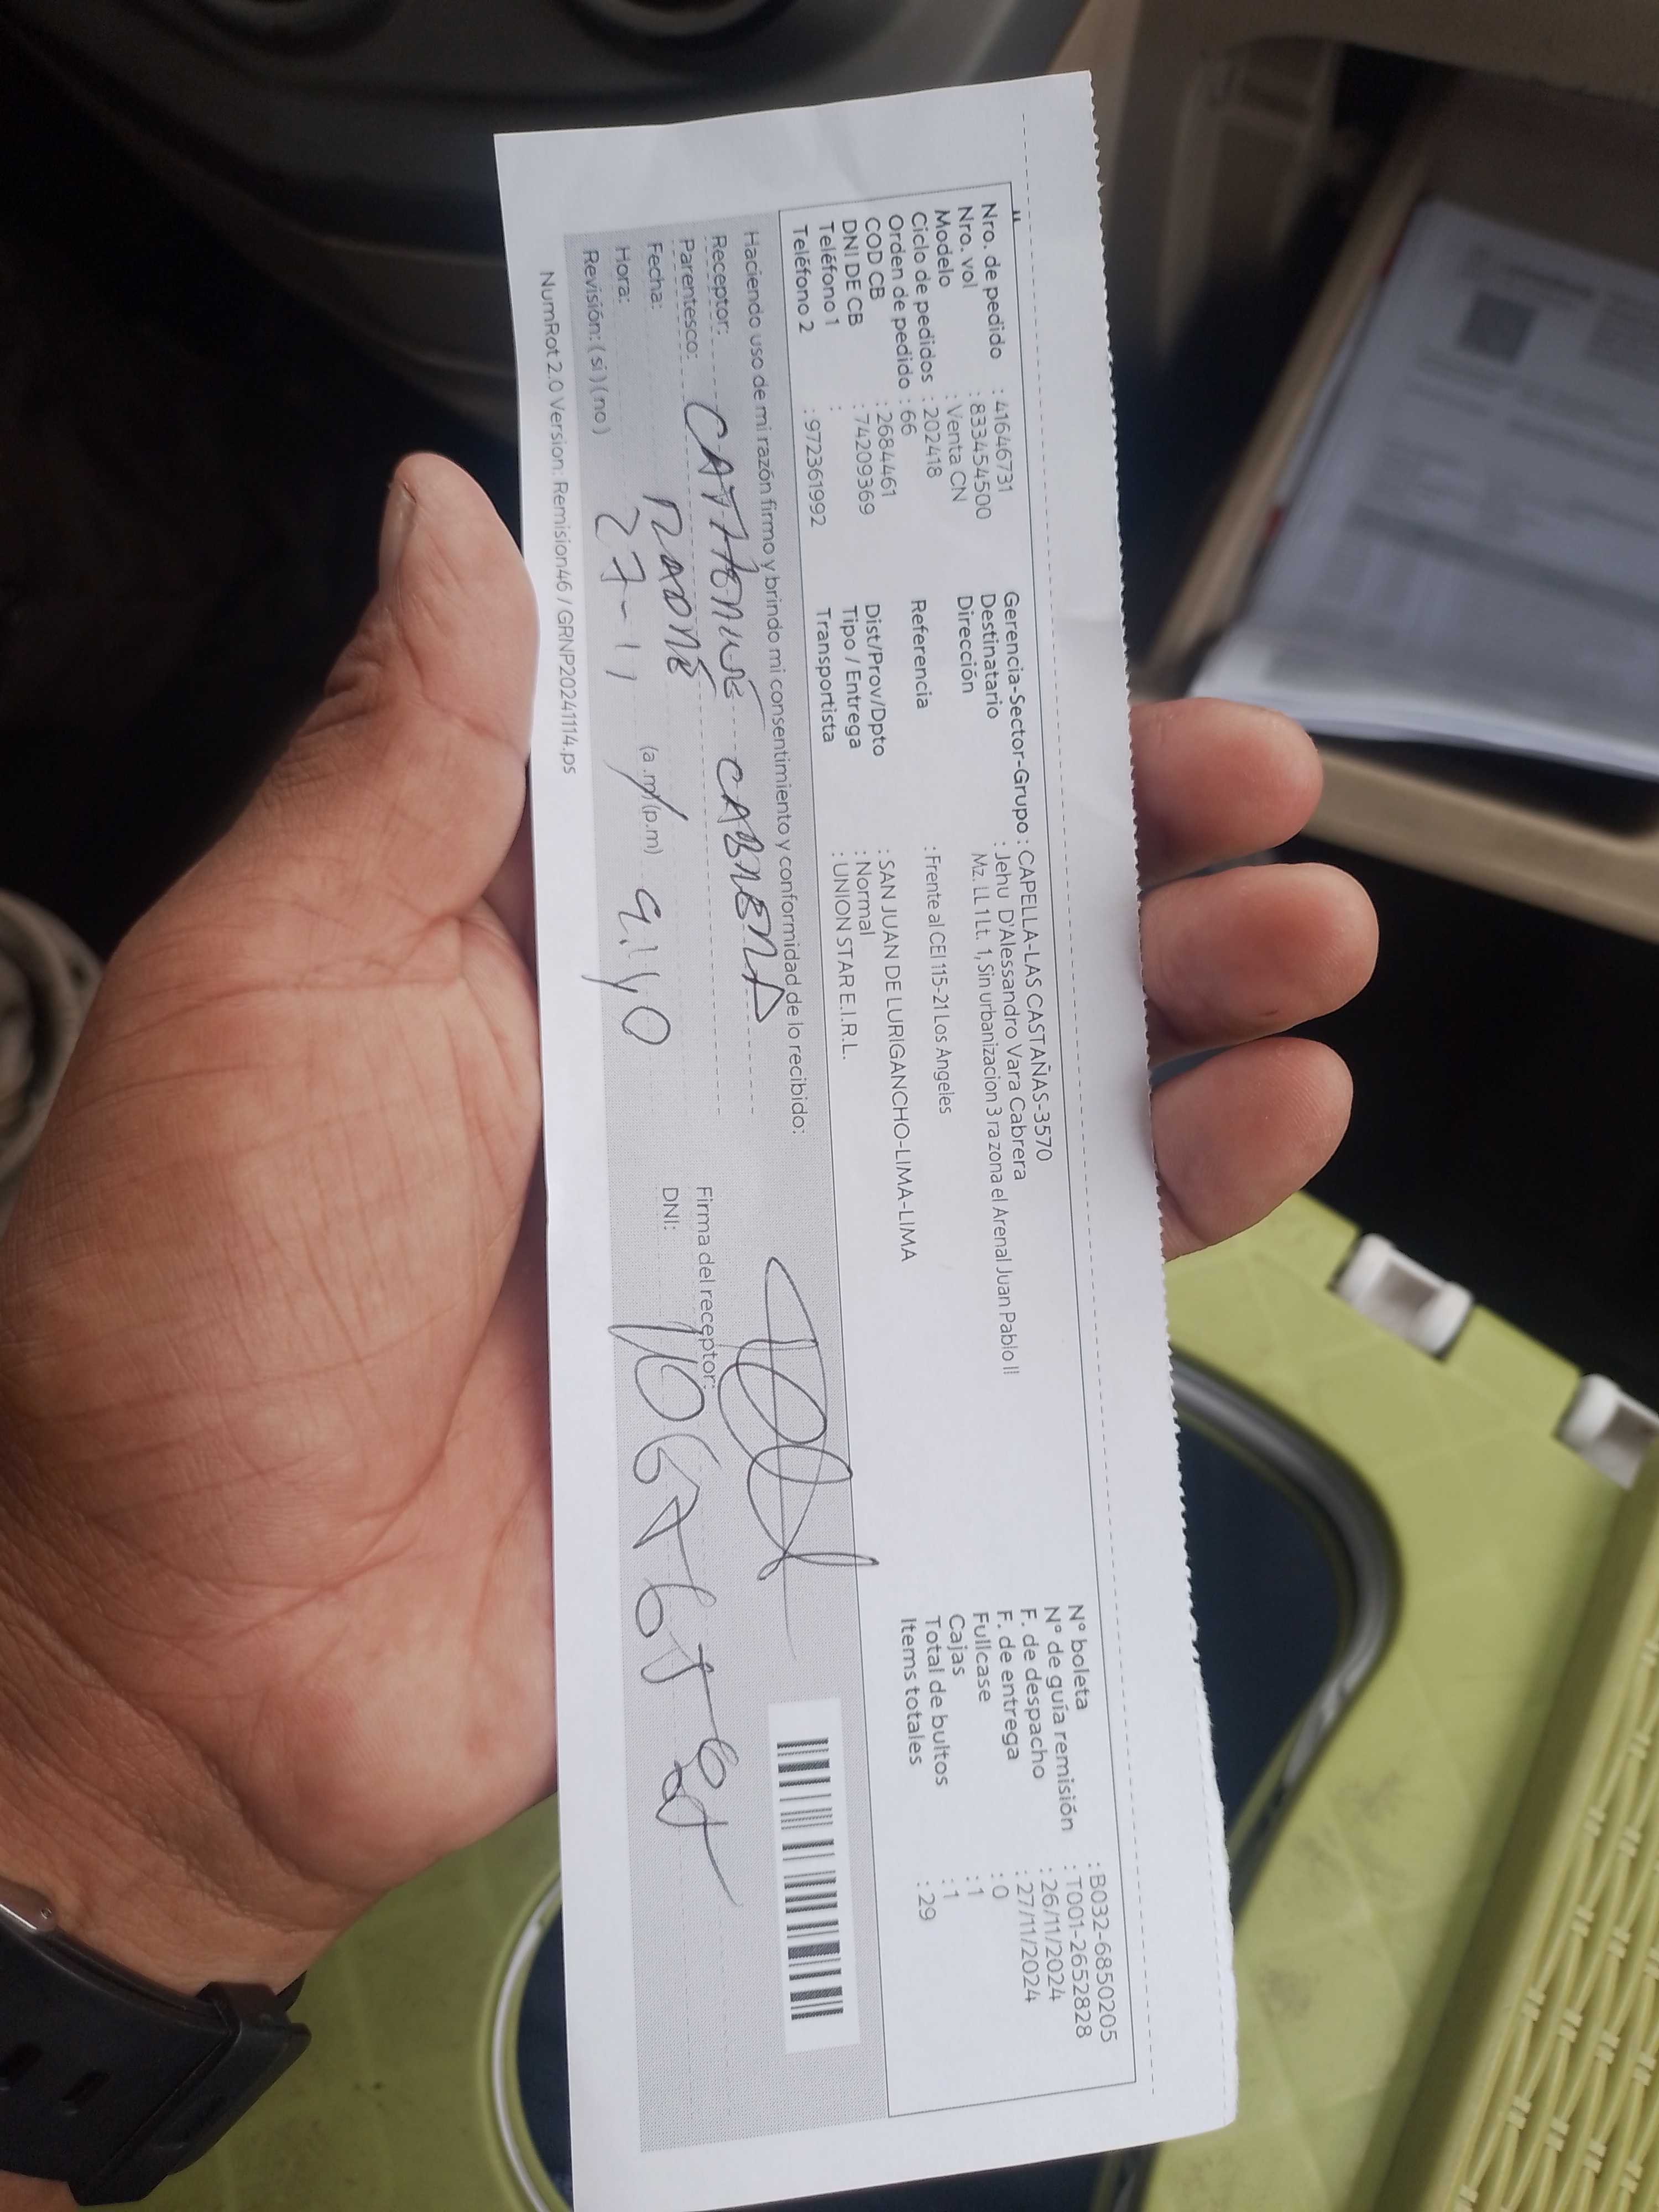 Nro. de pedido : 41646731
Nro. vol : 833454500
Modelo : Venta CN
Ciclo de pedidos : 202418
Orden de pedido : 66
COD CB : 2684461
DNI DE CB : 74209369
Teléfono 1 :
Teléfono 2 : 972361992
Gerencia-Sector-Grupo : CAPELLA-LAS CASTAÑAS-3570
Destinatario : Jehu D'Alessandro Vara Cabrera
Dirección Mz. LL 1 Lt. 1, Sin urbanizacion 3 ra zona el Arenal Juan Pablo II
Referencia : Frente al CEI 115-21 Los Angeles
Dist/Prov/Dpto : SAN JUAN DE LURIGANCHO-LIMA-LIMA
Tipo / Entrega : Normal
Transportista : UNION STAR E.I.R.L.
N° boleta : B032-6850205
N° de guía remisión : T001-2652828
F. de despacho : 26/11/2024
F. de entrega : 27/11/2024
Fullcase : 0
Cajas : 1
Total de bultos : 1
Items totales : 29
Haciendo uso de mi razón firmo y brindo mi consentimiento y conformidad de lo recibido:
Receptor: CABRERA
Parentesco: MADRE
Fecha: 27-11
Hora: (a.m)(p.m) 9:40
Revisión: ( si ) ( no )
Firma del receptor:
DNI:
NumRot 2.0 Version: Remision46 / GRNP20241114.ps